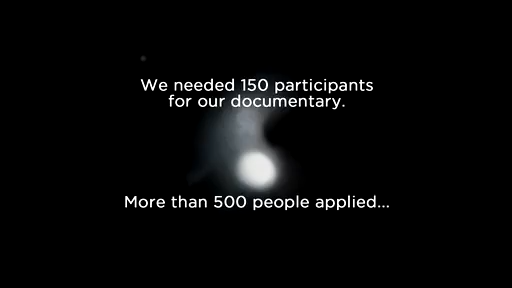 We needed 150 participants
for our documentary.
More than 500 people applied...